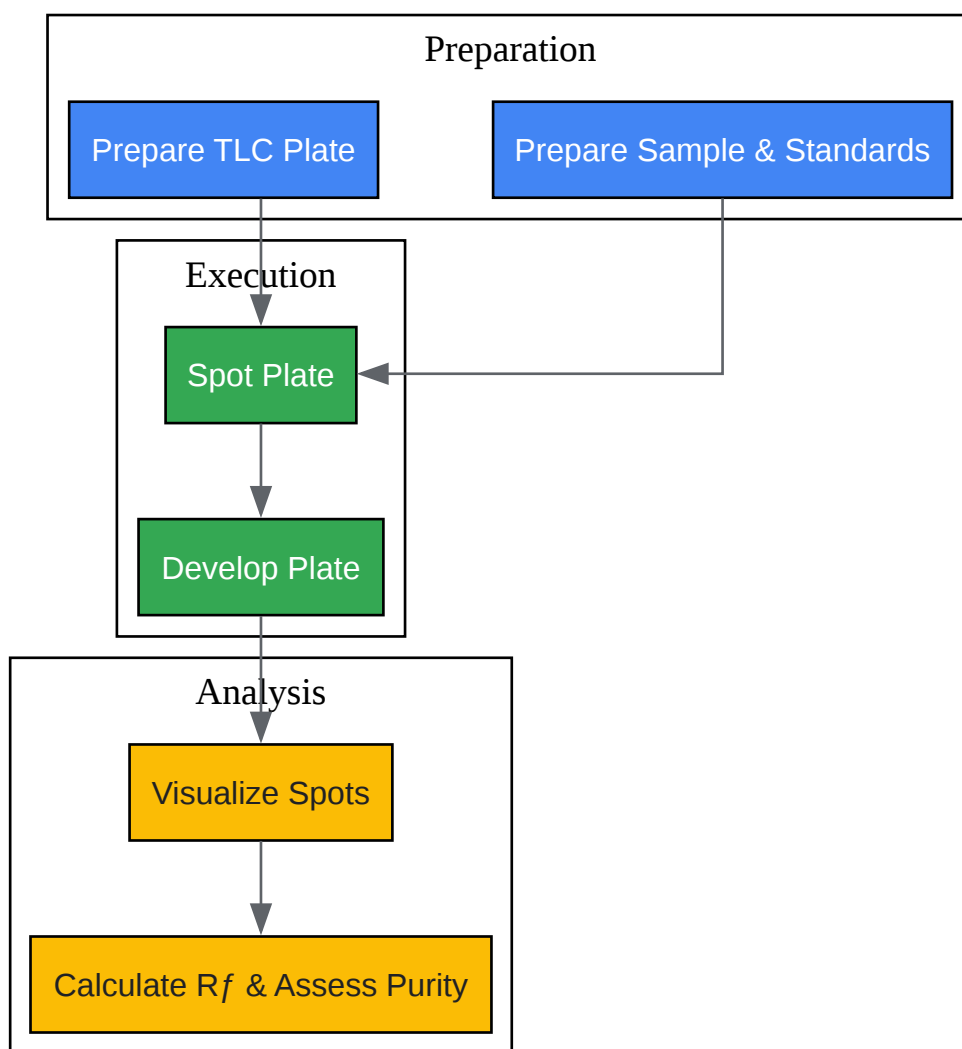 Preparation
Prepare TLC Plate
Prepare Sample & Standards
Execution
Spot Plate
Develop Plate
Analysis
Visualize Spots
Calculate Rƒ & Assess Purity